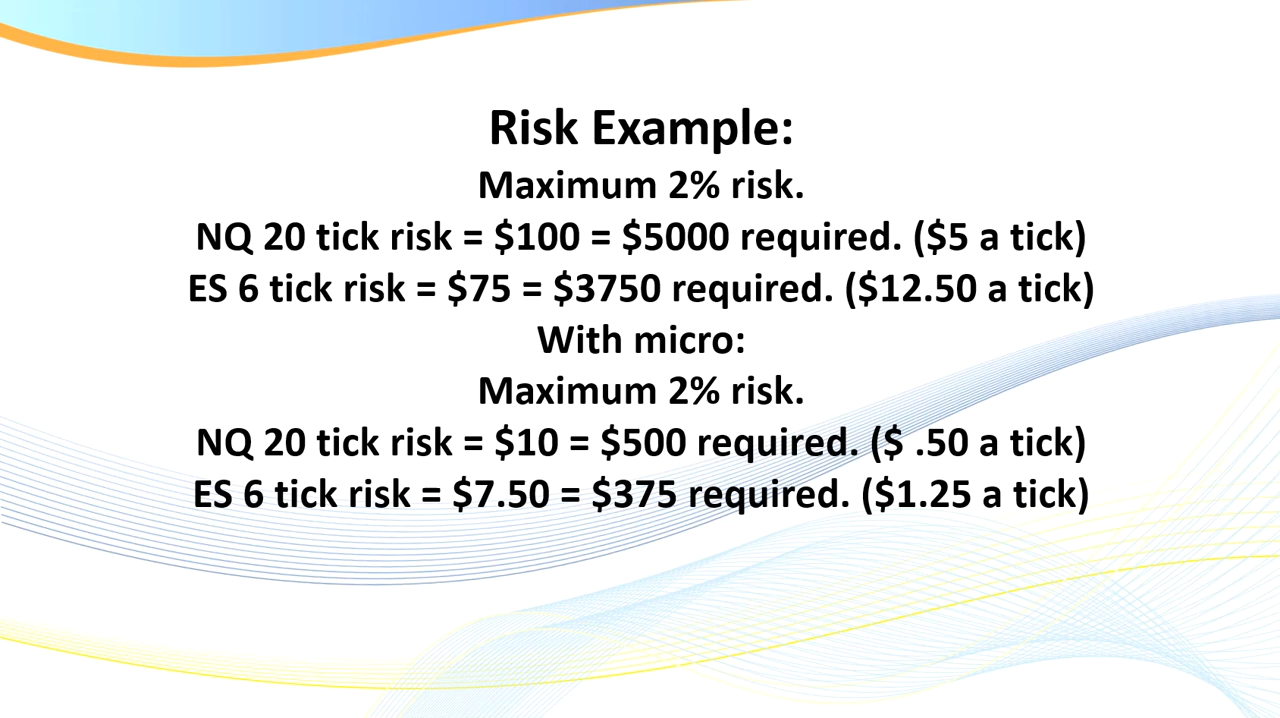 Risk Example:
Maximum 2% risk.
NQ 20 tick risk = $100 = $5000 required. ($5 a tick)
ES 6 tick risk = $75 = $3750 required. ($12.50 a tick)
With micro:
Maximum 2% risk.
NQ 20 tick risk = $10 = $500 required. ($ .50 a tick)
ES 6 tick risk = $7.50 = $375 required. ($1.25 a tick)